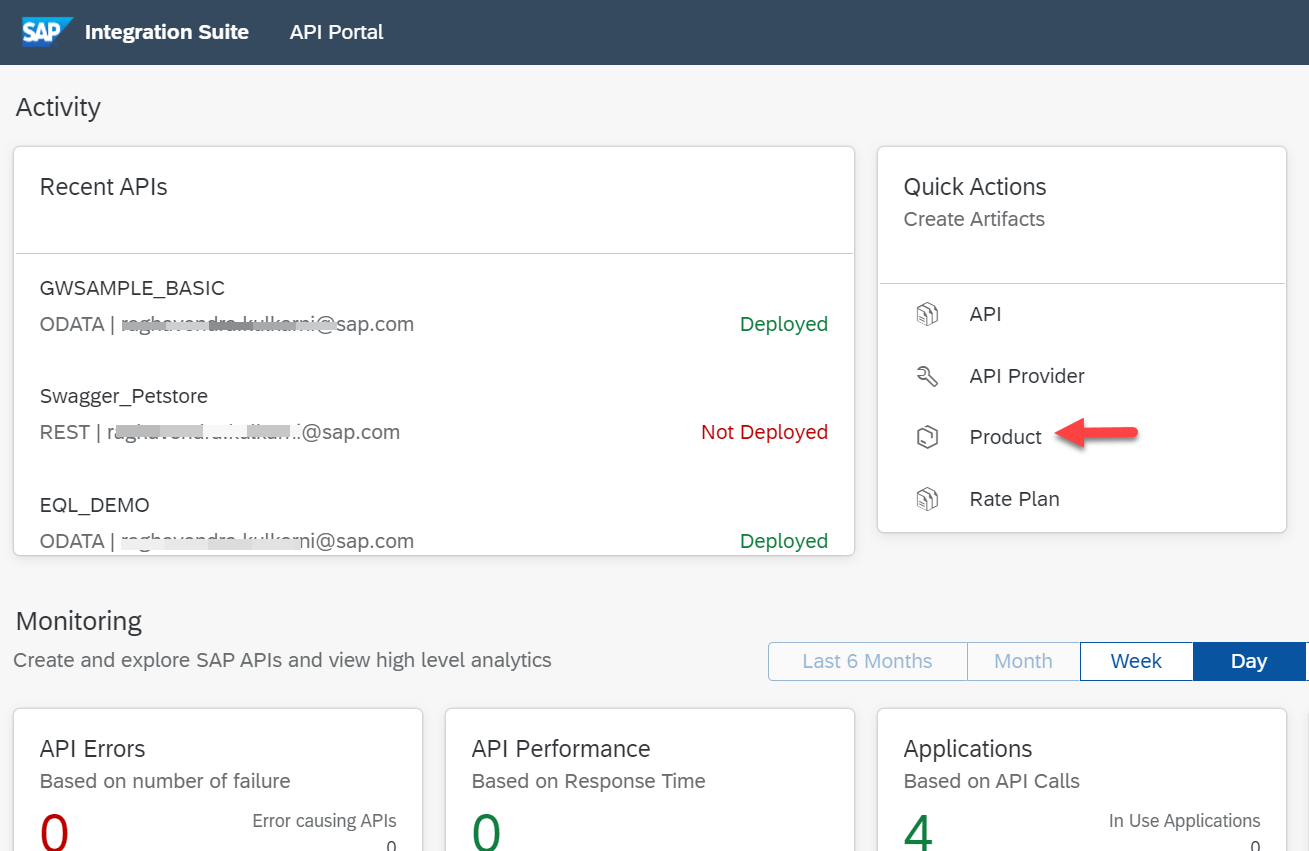 SAP Integration Suite API Portal
Activity
Recent APIs
GWSAMPLE_BASIC
ODATA | @sap.com
Deployed
Swagger_Petstore
REST | @sap.com
Not Deployed
EQL_DEMO
ODATA | @sap.com
Deployed
Quick Actions
Create Artifacts
API
API Provider
Product
Rate Plan
Monitoring
Create and explore SAP APIs and view high level analytics
Last 6 Months Month Week Day
API Errors
Based on number of failure
0
Error causing APIs
0
API Performance
Based on Response Time
0
Applications
Based on API Calls
4
In Use Applications
0